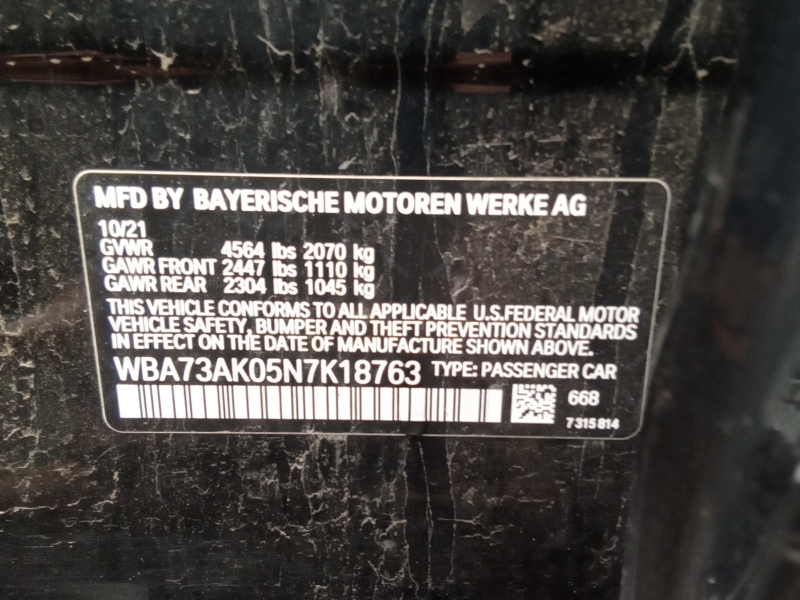 MFD BY BAYERISCHE MOTOREN WERKE AG
10/21
GVWR 4564 lbs 2070 kg
GAWR FRONT 2447 lbs 1110 kg
GAWR REAR 2304 lbs 1045 kg
THIS VEHICLE CONFORMS TO ALL APPLICABLE U.S.FEDERAL MOTOR
VEHICLE SAFETY, BUMPER AND THEFT PREVENTION STANDARDS
IN EFFECT ON THE DATE OF MANUFACTURE SHOWN ABOVE.
WBA73AK05N7K18763 TYPE: PASSENGER CAR
668
7315814